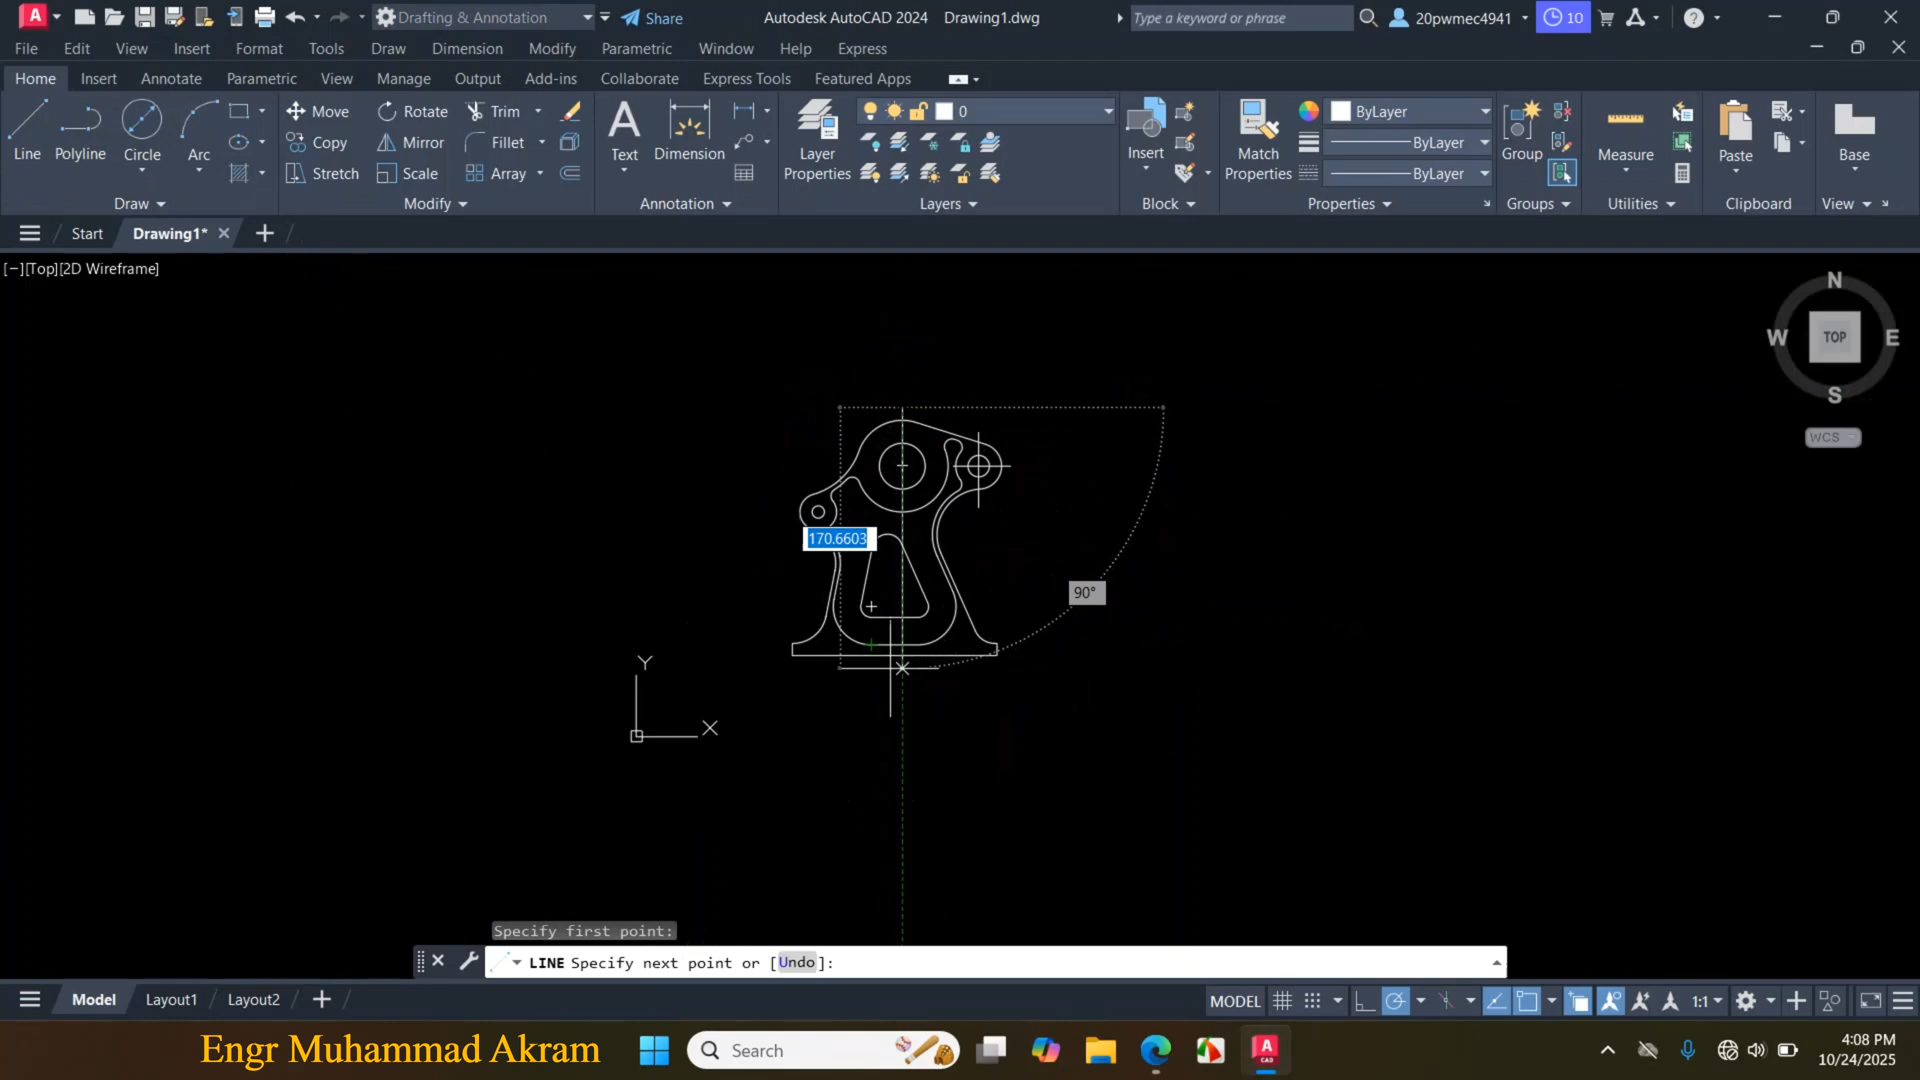 Drafting & Annotation
Share
Autodesk AutoCAD 2024 Drawing1.dwg
Type a keyword or phrase
20pwmec4941
10
File Edit View Insert Format Tools Draw Dimension Modify Parametric Window Help Express
Home Insert Annotate Parametric View Manage Output Add-ins Collaborate Express Tools Featured Apps
Line Polyline Circle Arc
Move Rotate Trim
Copy Mirror Fillet
Stretch Scale Array
Text Dimension
Layer Properties
0
Insert
Match Properties
ByLayer
ByLayer
ByLayer
Group
Measure
Paste
Base
Draw Modify Annotation Layers Block Properties Groups Utilities Clipboard View
Start Drawing1*
[−][Top][2D Wireframe]
N
W TOP E
S
WCS
170.6603
90°
Y
X
Specify first point:
LINE Specify next point or [Undo]:
Model Layout1 Layout2
MODEL
1:1
Engr Muhammad Akram
Search
4:08 PM
10/24/2025